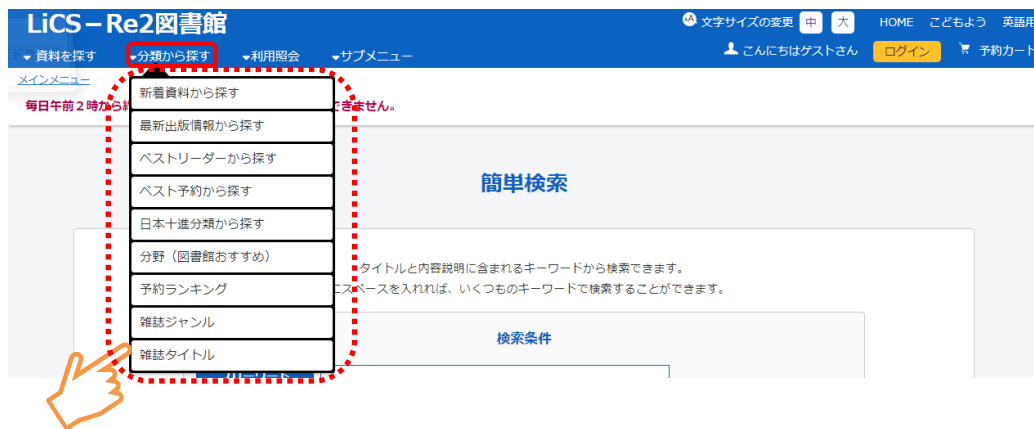 LiCS－Re2図書館
文字サイズの変更 中 大 HOME こどもよう 英語用
▼資料を探す ▼分類から探す ▼利用照会 ▼サブメニュー
こんにちはゲストさん ログイン 予約カート
メインメニュー
毎日午前２時から できません。
新着資料から探す
最新出版情報から探す
ベストリーダーから探す
ベスト予約から探す
日本十進分類から探す
分野（図書館おすすめ）
予約ランキング
雑誌ジャンル
雑誌タイトル
簡単検索
タイトルと内容説明に含まれるキーワードから検索できます。
スペースを入れれば、いくつものキーワードで検索することができます。
検索条件
キーワード